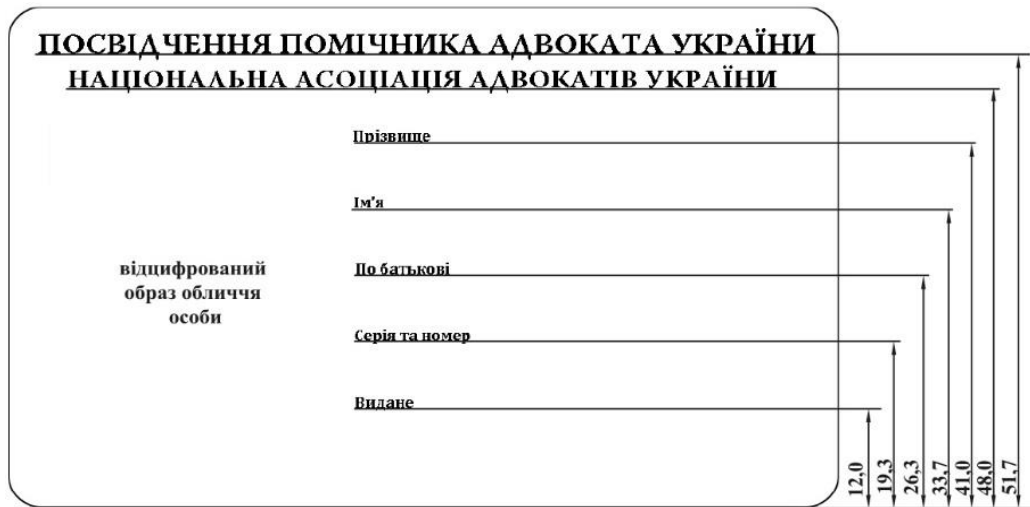 ПОСВІДЧЕННЯ ПОМІЧНИКА АДВОКАТА УКРАЇНИ
НАЦІОНАЛЬНА АСОЦІАЦІЯ АДВОКАТІВ УКРАЇНИ
Прізвище
Ім'я
По батькові
відцифрований
образ обличчя
особи
Серія та номер
Видане
12,0
19,3
26,3
33,7
41,0
48,0
51,7